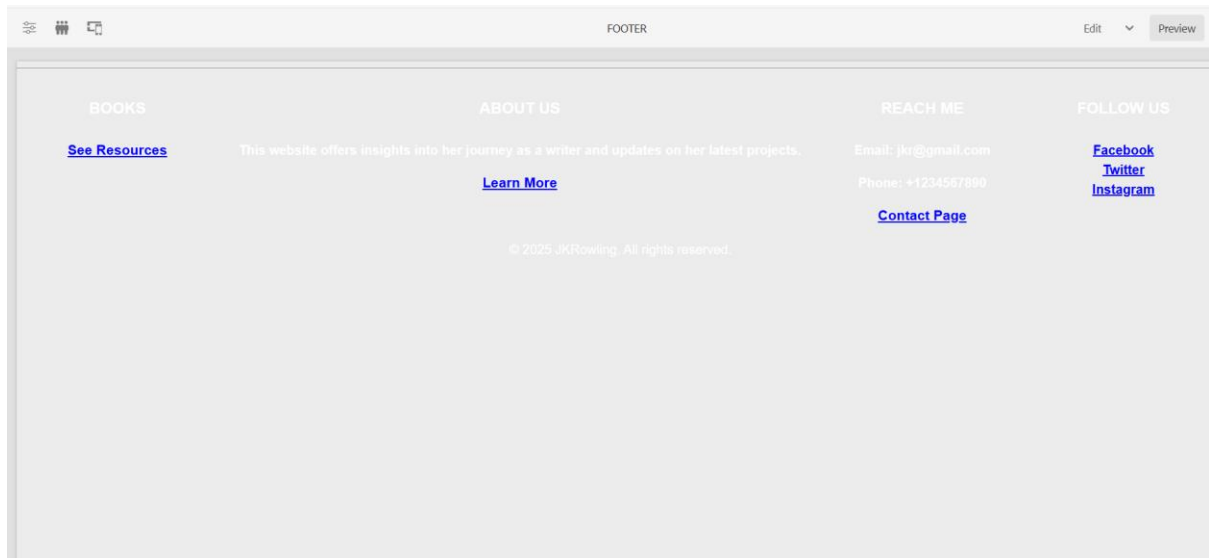 FOOTER
Edit
Preview
BOOKS
See Resources
ABOUT US
This website offers insights into her journey as a writer and updates on her latest projects.
Learn More
REACH ME
Email: jkr@gmail.com
Phone: +1234567890
Contact Page
FOLLOW US
Facebook
Twitter
Instagram
© 2025 JKRowling. All rights reserved.